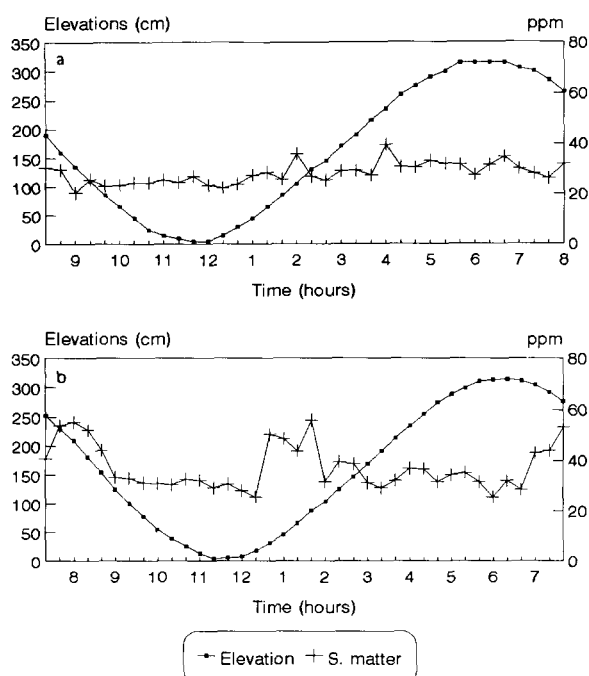 Elevations (cm) ppm
a
350 80
300
250 60
200
150 40
100 20
50
0 0
9 10 11 12 1 2 3 4 5 6 7 8
Time (hours)
Elevations (cm) ppm
b
350 80
300
250 60
200
150 40
100 20
50
0 0
8 9 10 11 12 1 2 3 4 5 6 7
Time (hours)
Elevation S. matter